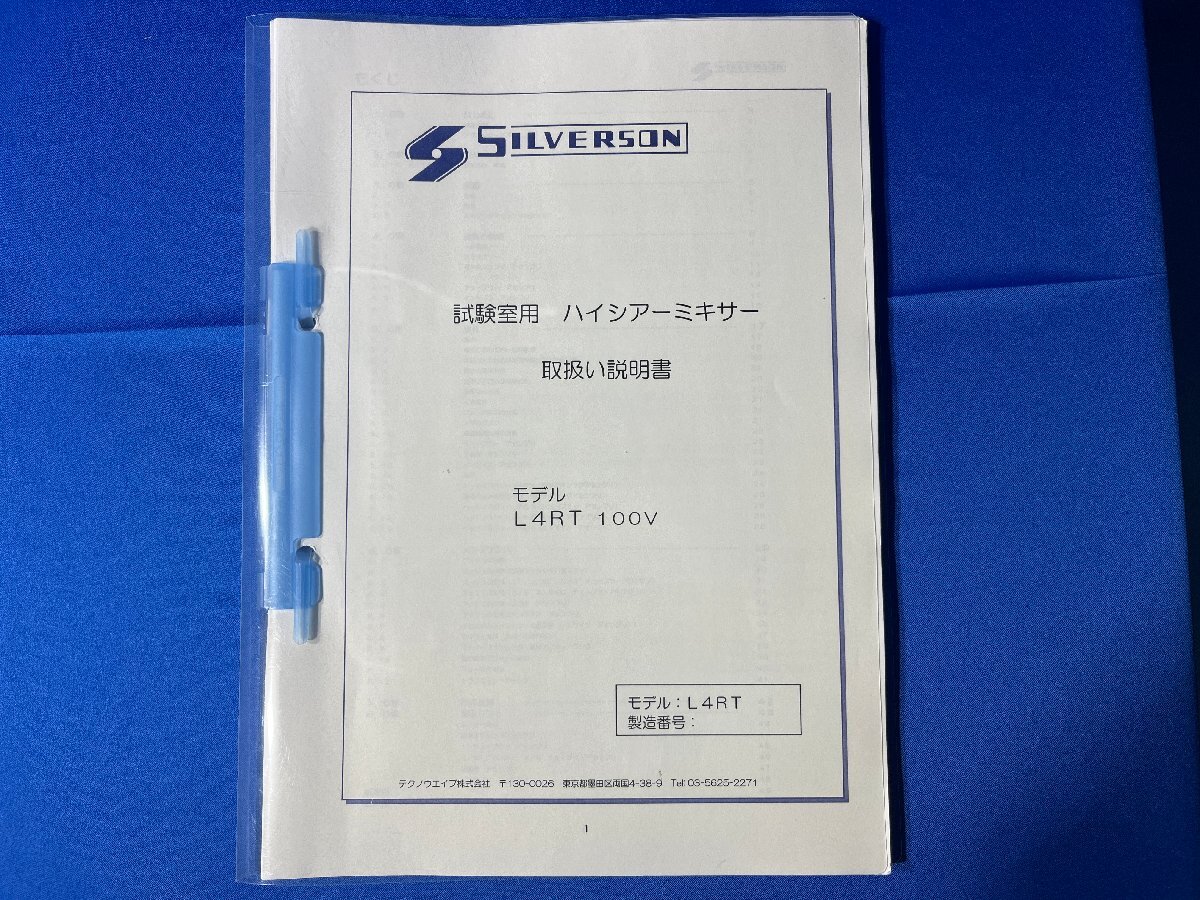 SILVERSON
試験室用　ハイシアーミキサー
取扱い説明書
モデル
L4RT 100V
モデル：L4RT
製造番号：
テクノウエイブ株式会社　〒130-0026　東京都墨田区両国4-38-9　Tel: 03-5625-2271
1